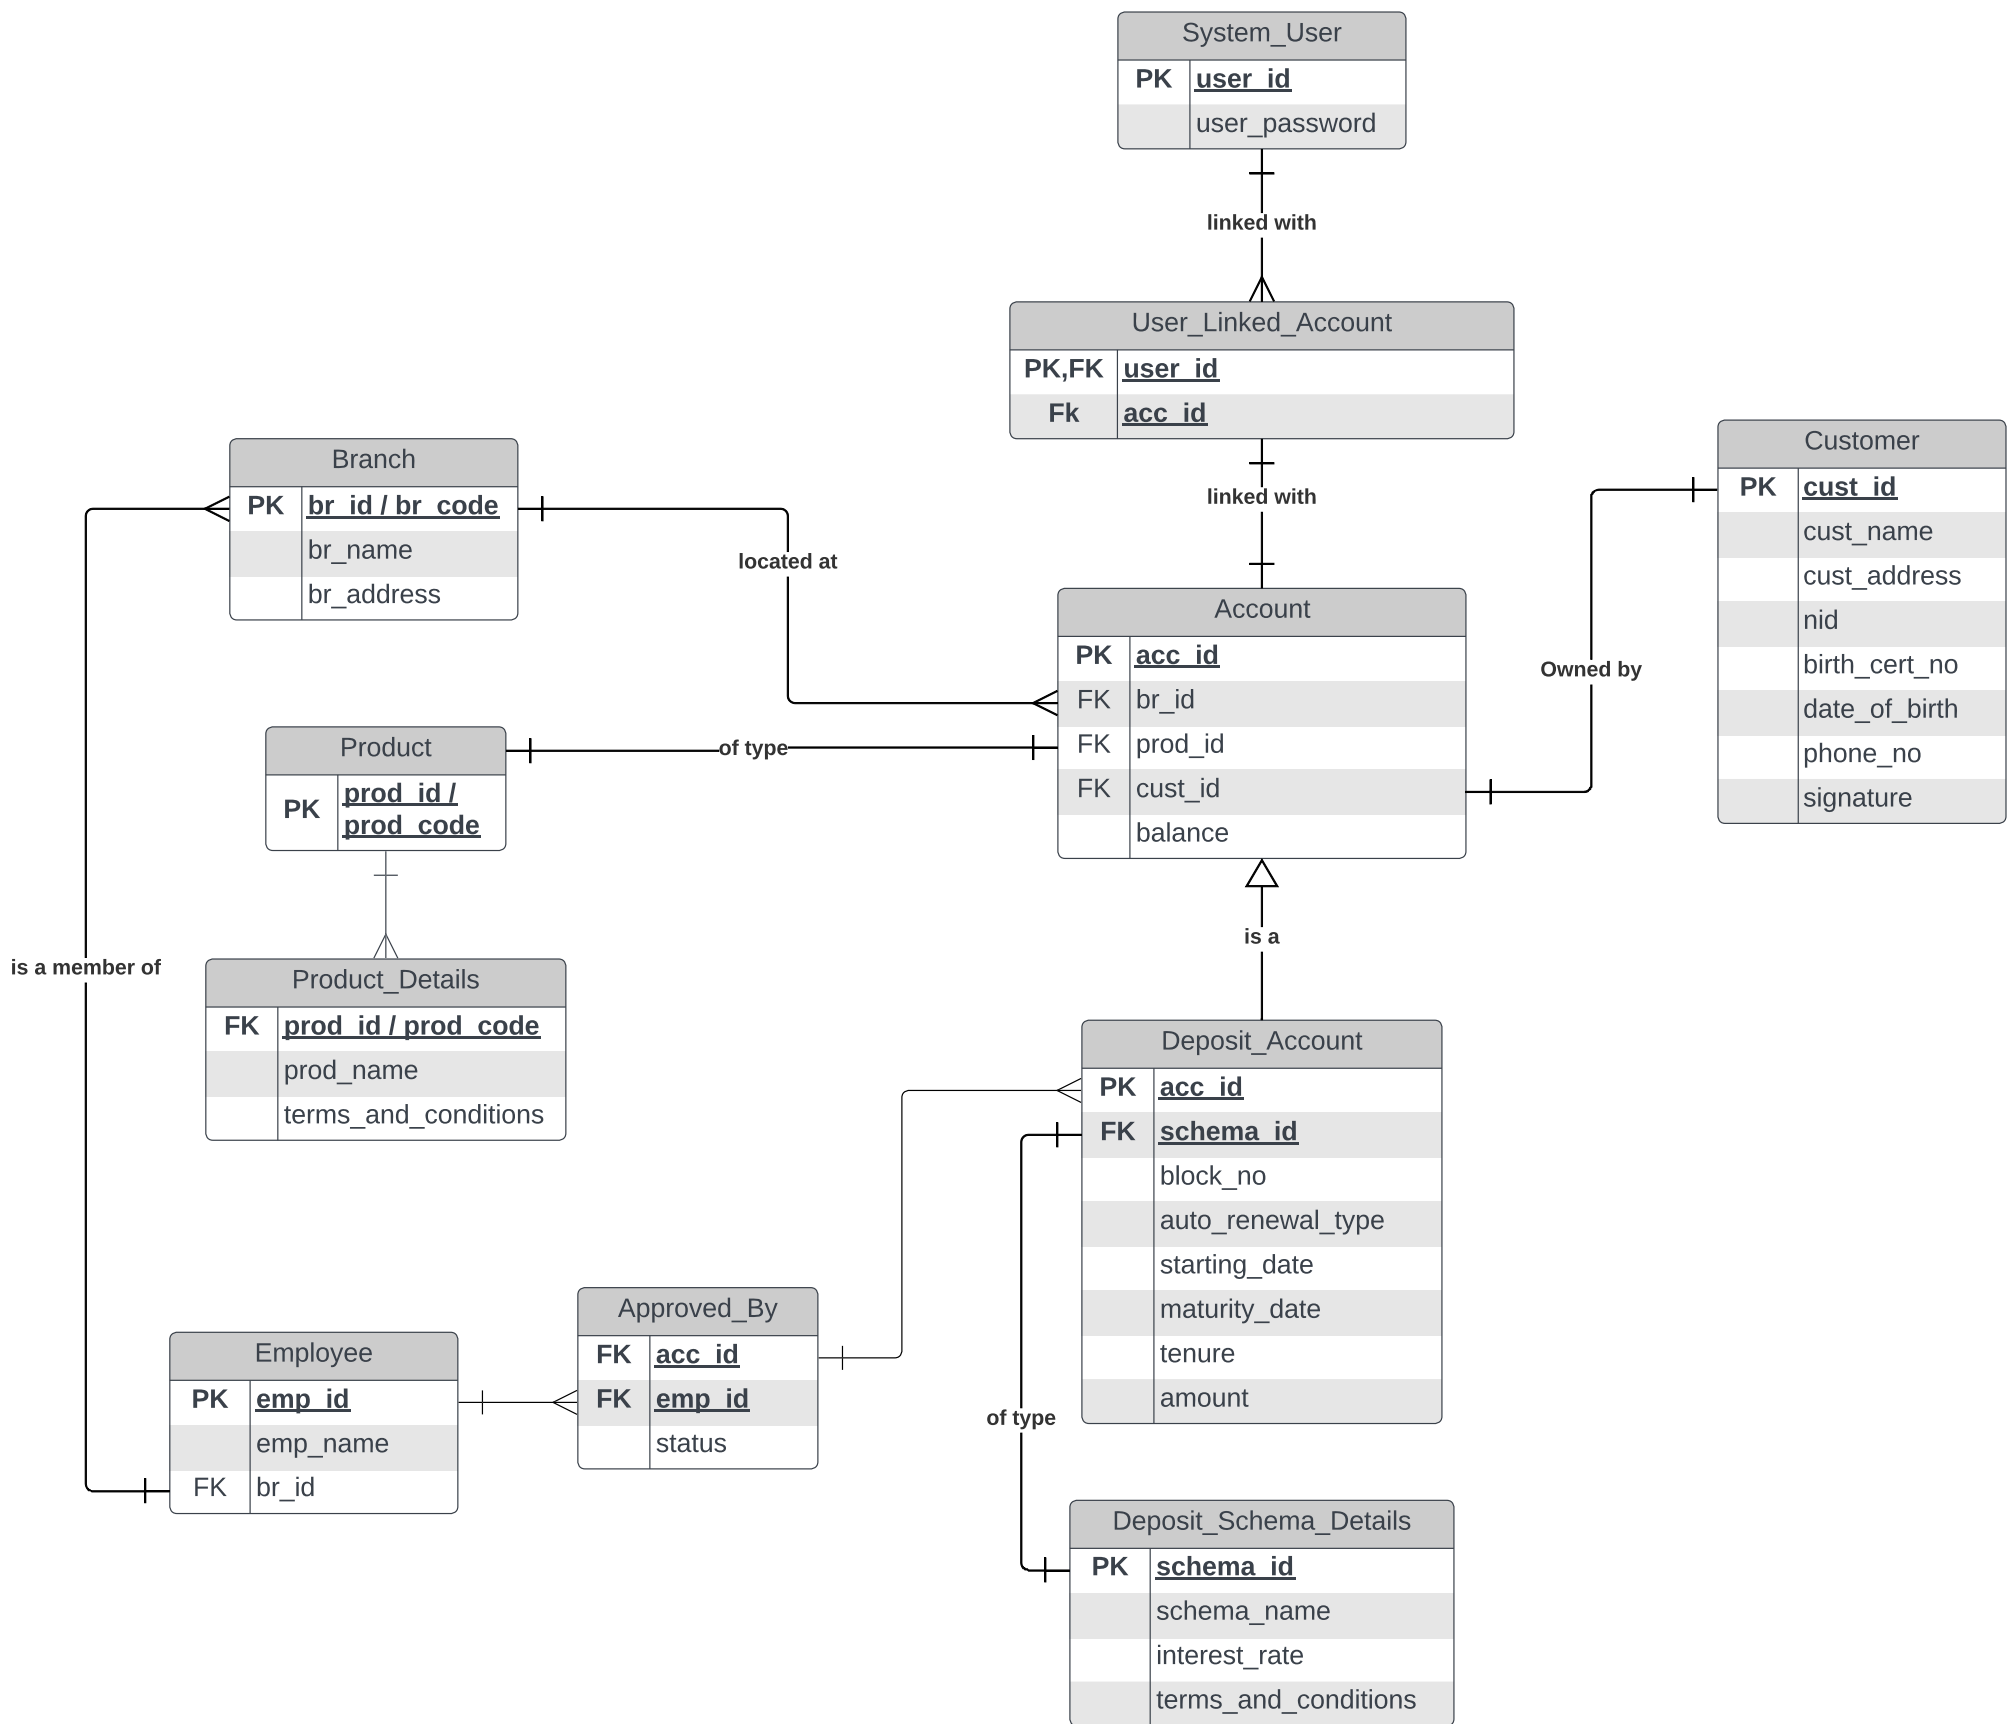 System_User
PK user_id
user_password
linked with
User_Linked_Account
PK,FK user_id
Fk acc_id
linked with
Branch
PK br_id / br_code
br_name
br_address
located at
Customer
PK cust_id
cust_name
cust_address
nid
birth_cert_no
date_of_birth
phone_no
signature
Owned by
Account
PK acc_id
FK br_id
FK prod_id
FK cust_id
balance
Product
PK prod_id /
prod_code
of type
is a
is a member of
Product_Details
FK prod_id / prod_code
prod_name
terms_and_conditions
Deposit_Account
PK acc_id
FK schema_id
block_no
auto_renewal_type
starting_date
maturity_date
tenure
amount
Approved_By
FK acc_id
FK emp_id
status
Employee
PK emp_id
emp_name
FK br_id
of type
Deposit_Schema_Details
PK schema_id
schema_name
interest_rate
terms_and_conditions